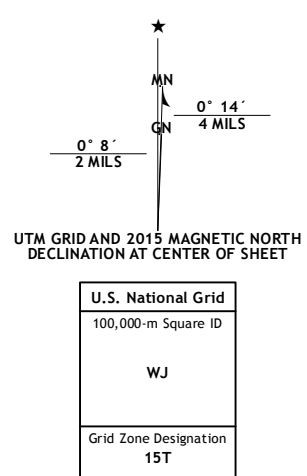 ★
MN
0° 14´
4 MILS
GN
0° 8´
2 MILS
UTM GRID AND 2015 MAGNETIC NORTH
DECLINATION AT CENTER OF SHEET
U.S. National Grid
100,000-m Square ID
WJ
Grid Zone Designation
15T